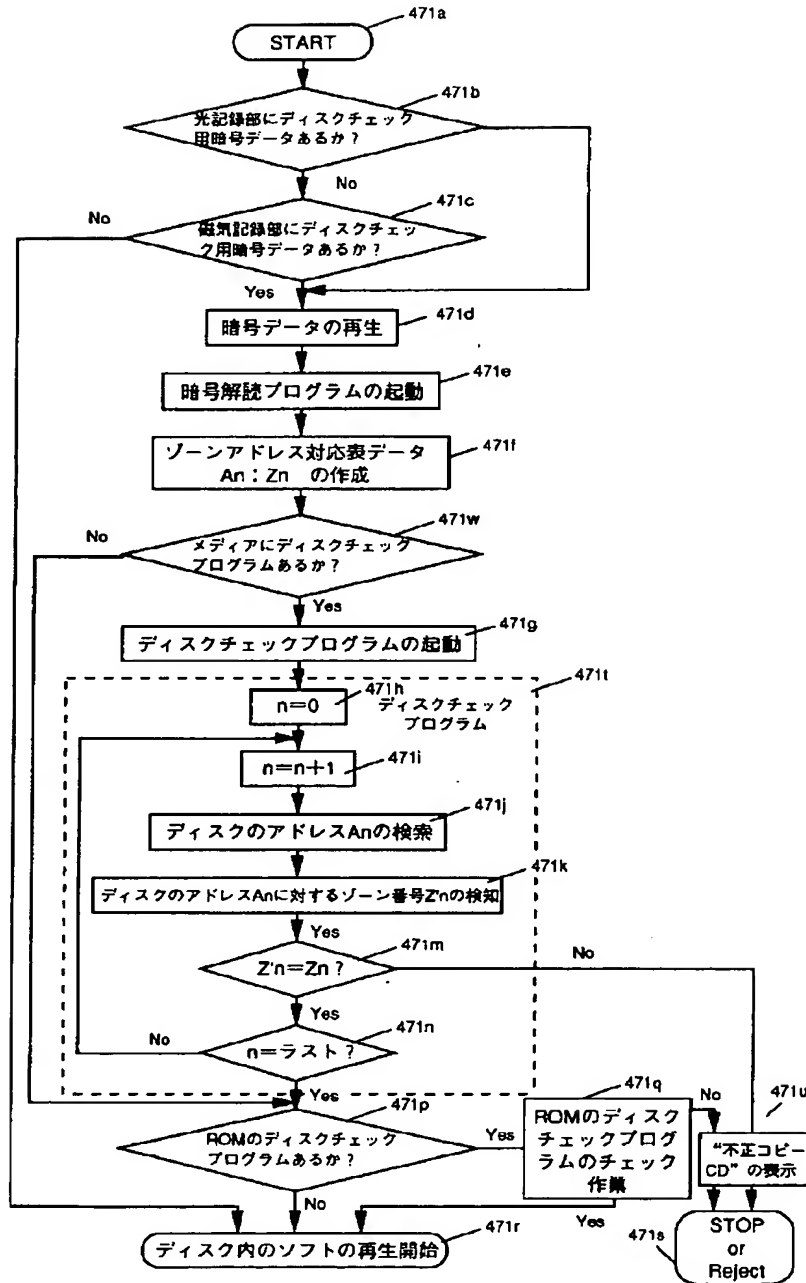 471a
START
471b
光記録部にディスクチェック
用暗号データあるか？
No
471c
No
磁気記録部にディスクチェッ
ク用暗号データあるか？
Yes
471d
暗号データの再生
471e
暗号解読プログラムの起動
471f
ゾーンアドレス対応表データ
An：Zn の作成
471w
No
メディアにディスクチェック
プログラムあるか？
Yes
471g
ディスクチェックプログラムの起動
471t
471h
n＝0
ディスクチェック
プログラム
n＝n＋1
471i
471j
ディスクのアドレスAnの検索
471k
ディスクのアドレスAnに対するゾーン番号Z'nの検知
Yes
471m
No
Z'n＝Zn？
Yes
471n
No
n＝ラスト？
Yes
471p
471q
No
471u
ROMのディスクチェック
プログラムあるか？
Yes
ROMのディスク
チェックプログ
ラムのチェック
作業
“不正コピー
CD”の表示
No
Yes
471r
ディスク内のソフトの再生開始
471s
STOP
or
Reject